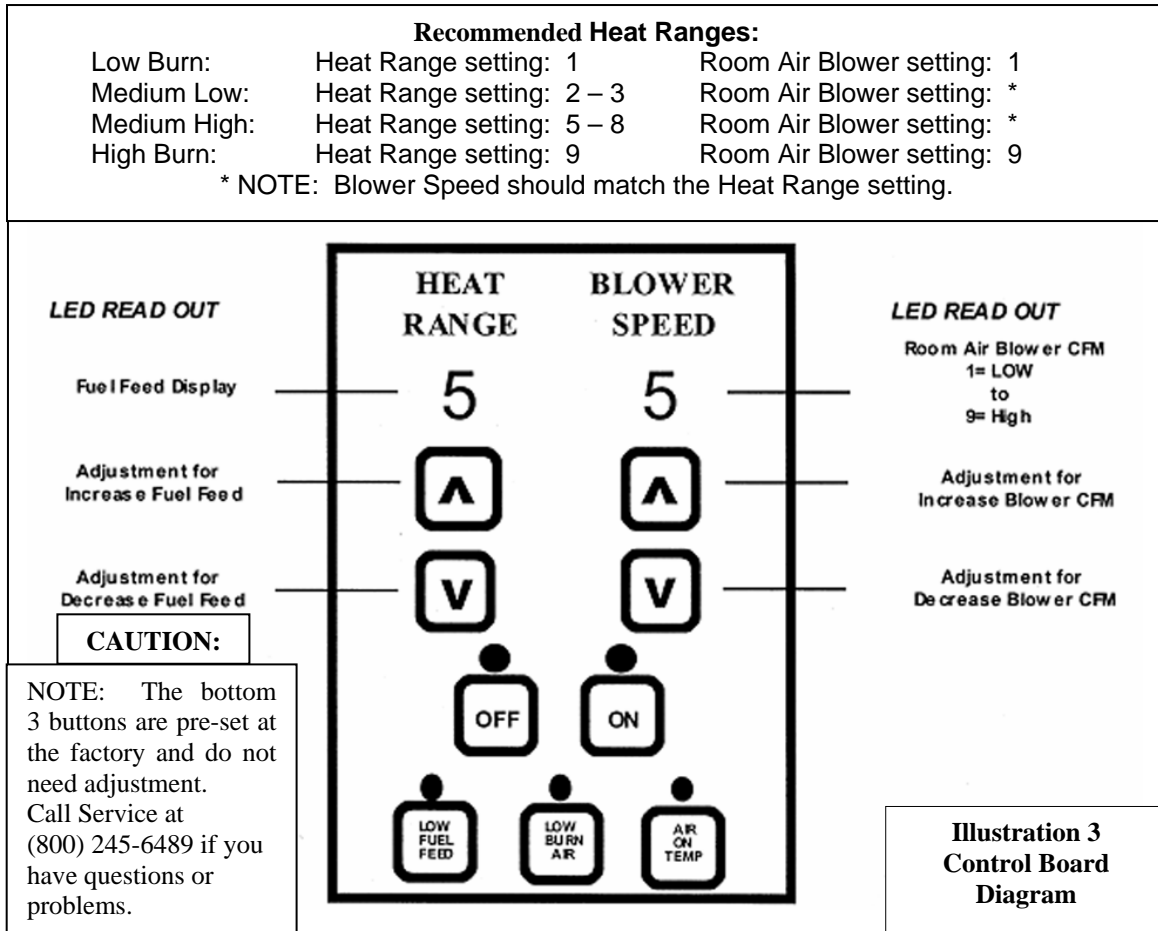 Recommended Heat Ranges:
Low Burn: Heat Range setting: 1 Room Air Blower setting: 1
Medium Low: Heat Range setting: 2 – 3 Room Air Blower setting: *
Medium High: Heat Range setting: 5 – 8 Room Air Blower setting: *
High Burn: Heat Range setting: 9 Room Air Blower setting: 9
* NOTE: Blower Speed should match the Heat Range setting.
HEAT RANGE
BLOWER SPEED
LED READ OUT
Fuel Feed Display
5
5
LED READ OUT
Room Air Blower CFM
1= LOW
to
9= High
Adjustment for
Increase Fuel Feed
Λ
Λ
Adjustment for
Increase Blower CFM
Adjustment for
Decrease Fuel Feed
V
V
Adjustment for
Decrease Blower CFM
OFF
ON
LOW
FUEL
FEED
LOW
BURN
AIR
AIR
ON
TEMP
CAUTION:
NOTE: The bottom
3 buttons are pre-set at
the factory and do not
need adjustment.
Call Service at
(800) 245-6489 if you
have questions or
problems.
Illustration 3
Control Board
Diagram